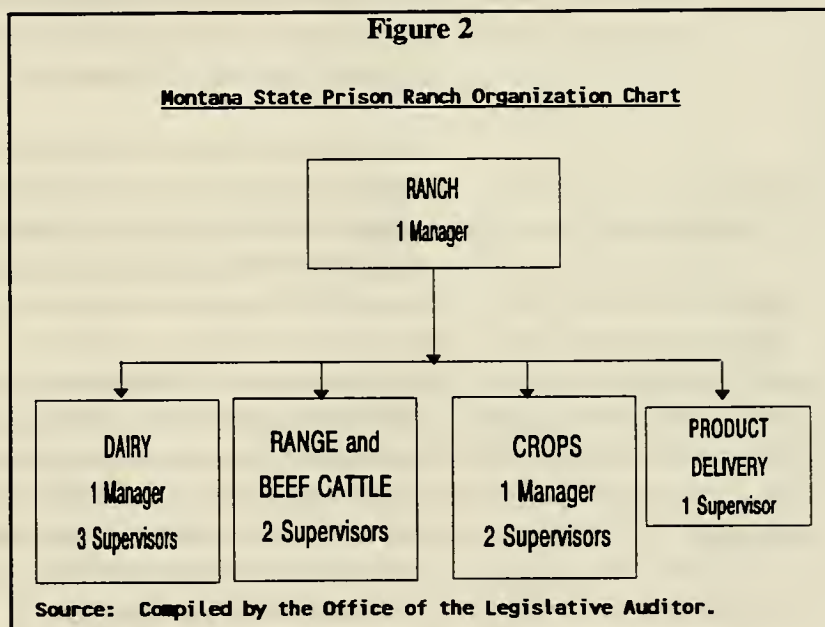 Figure 2
Montana State Prison Ranch Organization Chart
RANCH
1 Manager
DAIRY
1 Manager
3 Supervisors
RANGE and
BEEF CATTLE
2 Supervisors
CROPS
1 Manager
2 Supervisors
PRODUCT
DELIVERY
1 Supervisor
Source: Compiled by the Office of the Legislative Auditor.